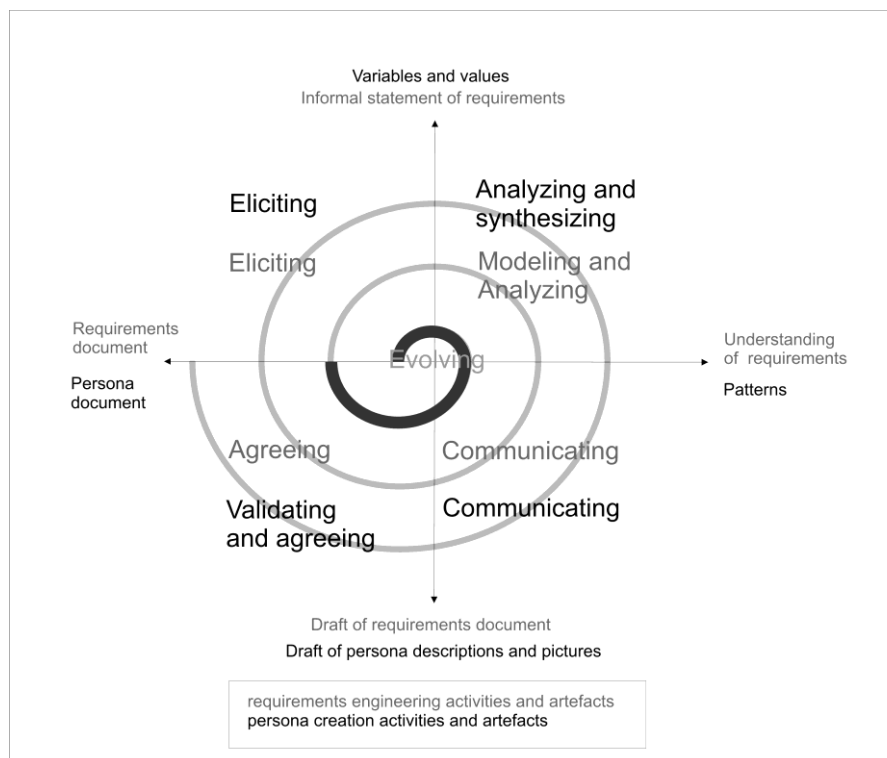 Variables and values
Informal statement of requirements
Eliciting
Analyzing and
synthesizing
Eliciting
Modeling and
Analyzing
Requirements
document
Persona
document
Evolving
Understanding
of requirements
Patterns
Agreeing
Communicating
Validating
and agreeing
Communicating
Draft of requirements document
Draft of persona descriptions and pictures
requirements engineering activities and artefacts
persona creation activities and artefacts